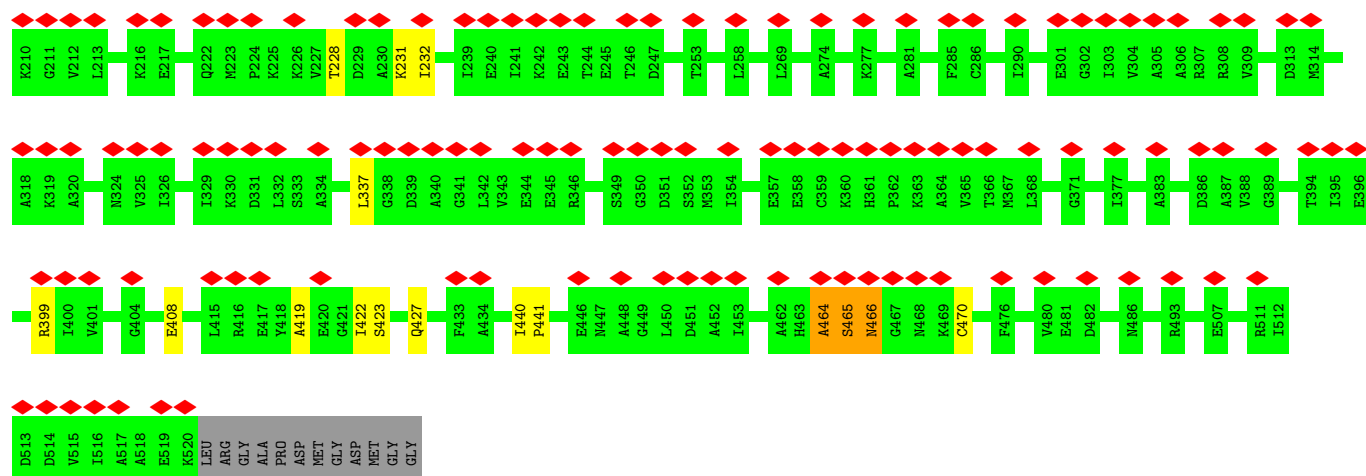 K210 G211 V212 L213 K216 E217 Q222 M223 P224 K225 K226 V227 T228 D229 A230 K231 I232 I239 E240 I241 K242 E243 T244 E245 T246 D247 T253 L258 L269 A274 K277 A281 F285 C286 I290 E301 G302 I303 V304 A305 A306 R307 R308 V309 D313 M314
A318 K319 A320 N324 V325 I326 I329 K330 D331 L332 S333 A334 L337 G338 D339 A340 G341 L342 V343 E344 E345 R346 S349 G350 D351 S352 M353 I354 E357 E358 C359 K360 H361 P362 K363 A364 V365 T366 M367 L368 G371 I377 A383 D386 A387 V388 G389 T394 I395 E396
R399 I400 V401 G404 E408 L415 R416 E417 Y418 A419 E420 G421 I422 S423 Q427 F433 A434 I440 P441 E446 N447 A448 G449 L450 D451 A452 I453 A462 H463 A464 S465 N466 G467 N468 K469 C470 F476 V480 E481 D482 N486 R493 E507 R511 I512
D513 D514 V515 I516 A517 A518 E519 K520 LEU ARG GLY ALA PRO ASP MET GLY ASP MET GLY GLY